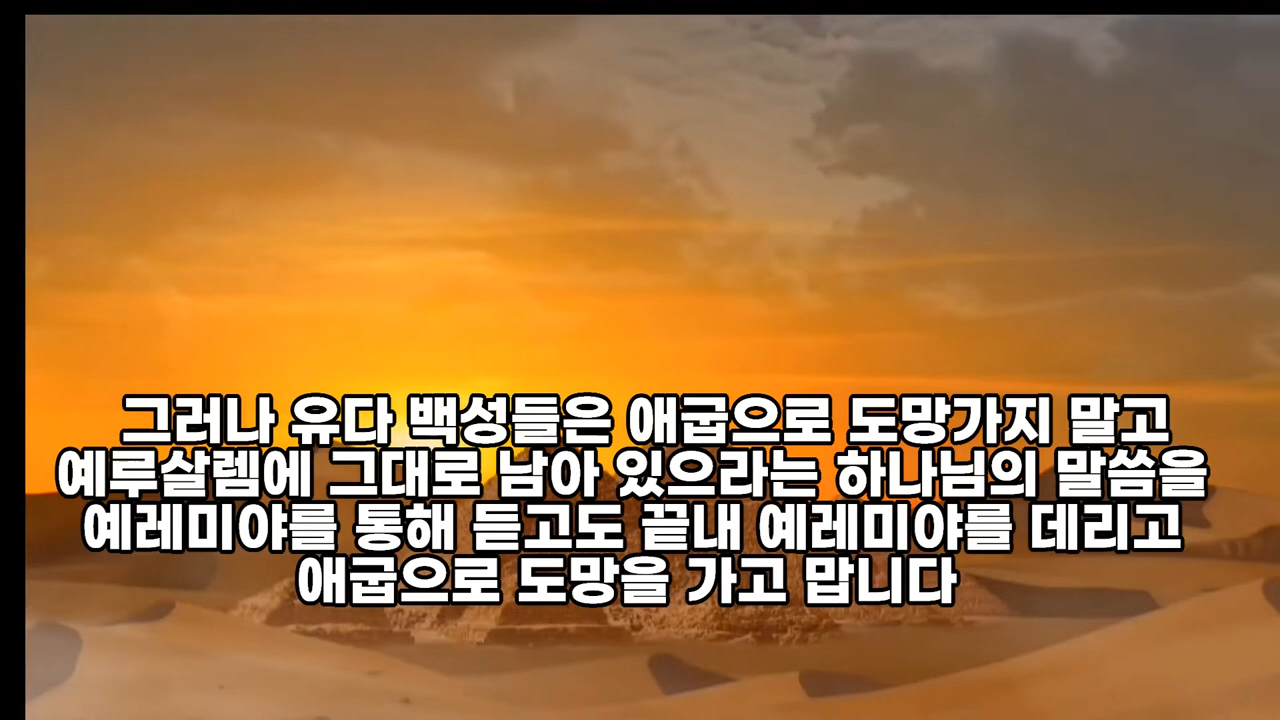 그러나 유다 백성들은 애굽으로 도망가지 말고
예루살렘에 그대로 남아 있으라는 하나님의 말씀을
예레미야를 통해 듣고도 끝내 예레미야를 데리고
애굽으로 도망을 가고 맙니다